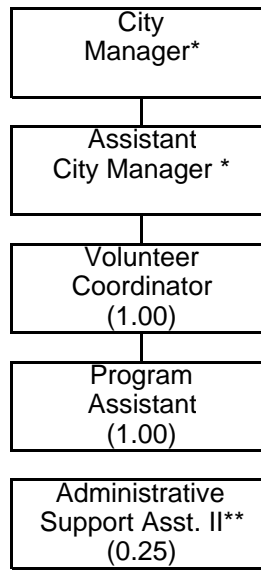 City
Manager*
Assistant
City Manager *
Volunteer
Coordinator
(1.00)
Program
Assistant
(1.00)
Administrative
Support Asst. II**
(0.25)